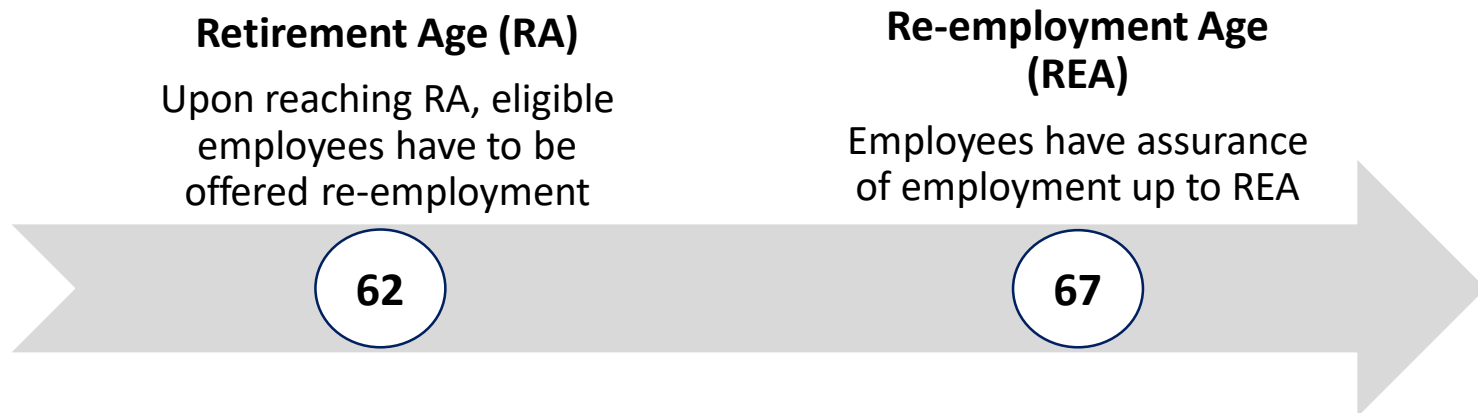 Retirement Age (RA)
Upon reaching RA, eligible
employees have to be
offered re-employment
62
Re-employment Age
(REA)
Employees have assurance
of employment up to REA
67